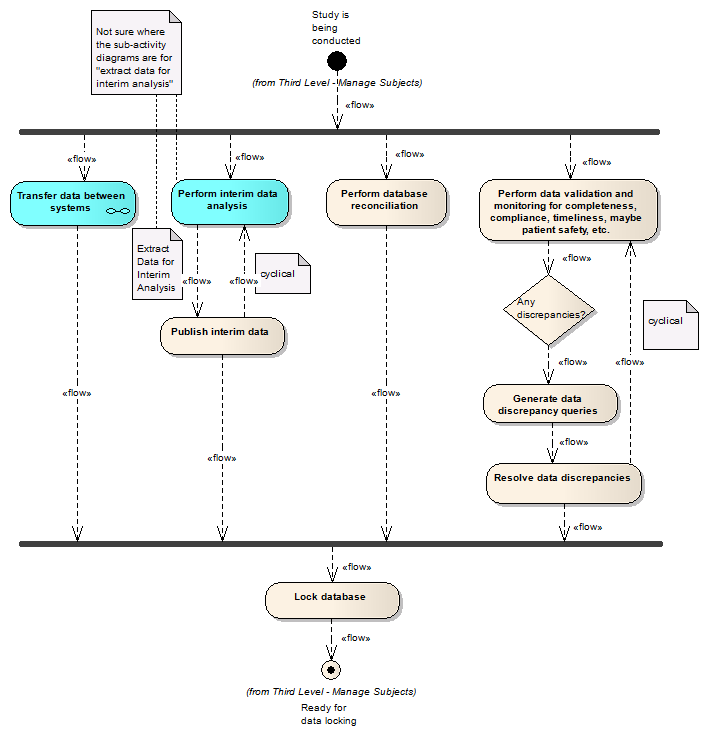 Study is
being
conducted
Not sure where
the sub-activity
diagrams are for
"extract data for
interim analysis"
(from Third Level - Manage Subjects)
«flow»
«flow»
«flow»
«flow»
«flow»
Transfer data between
systems
Perform interim data
analysis
Perform database
reconciliation
Perform data validation and
monitoring for completeness,
compliance, timeliness, maybe
patient safety, etc.
Extract
Data for
Interim
Analysis
«flow»
«flow»
cyclical
«flow»
Any
discrepancies?
cyclical
Publish interim data
«flow»
«flow»
«flow»
«flow»
Generate data
discrepancy queries
«flow»
«flow»
Resolve data discrepancies
«flow»
«flow»
Lock database
«flow»
(from Third Level - Manage Subjects)
Ready for
data locking